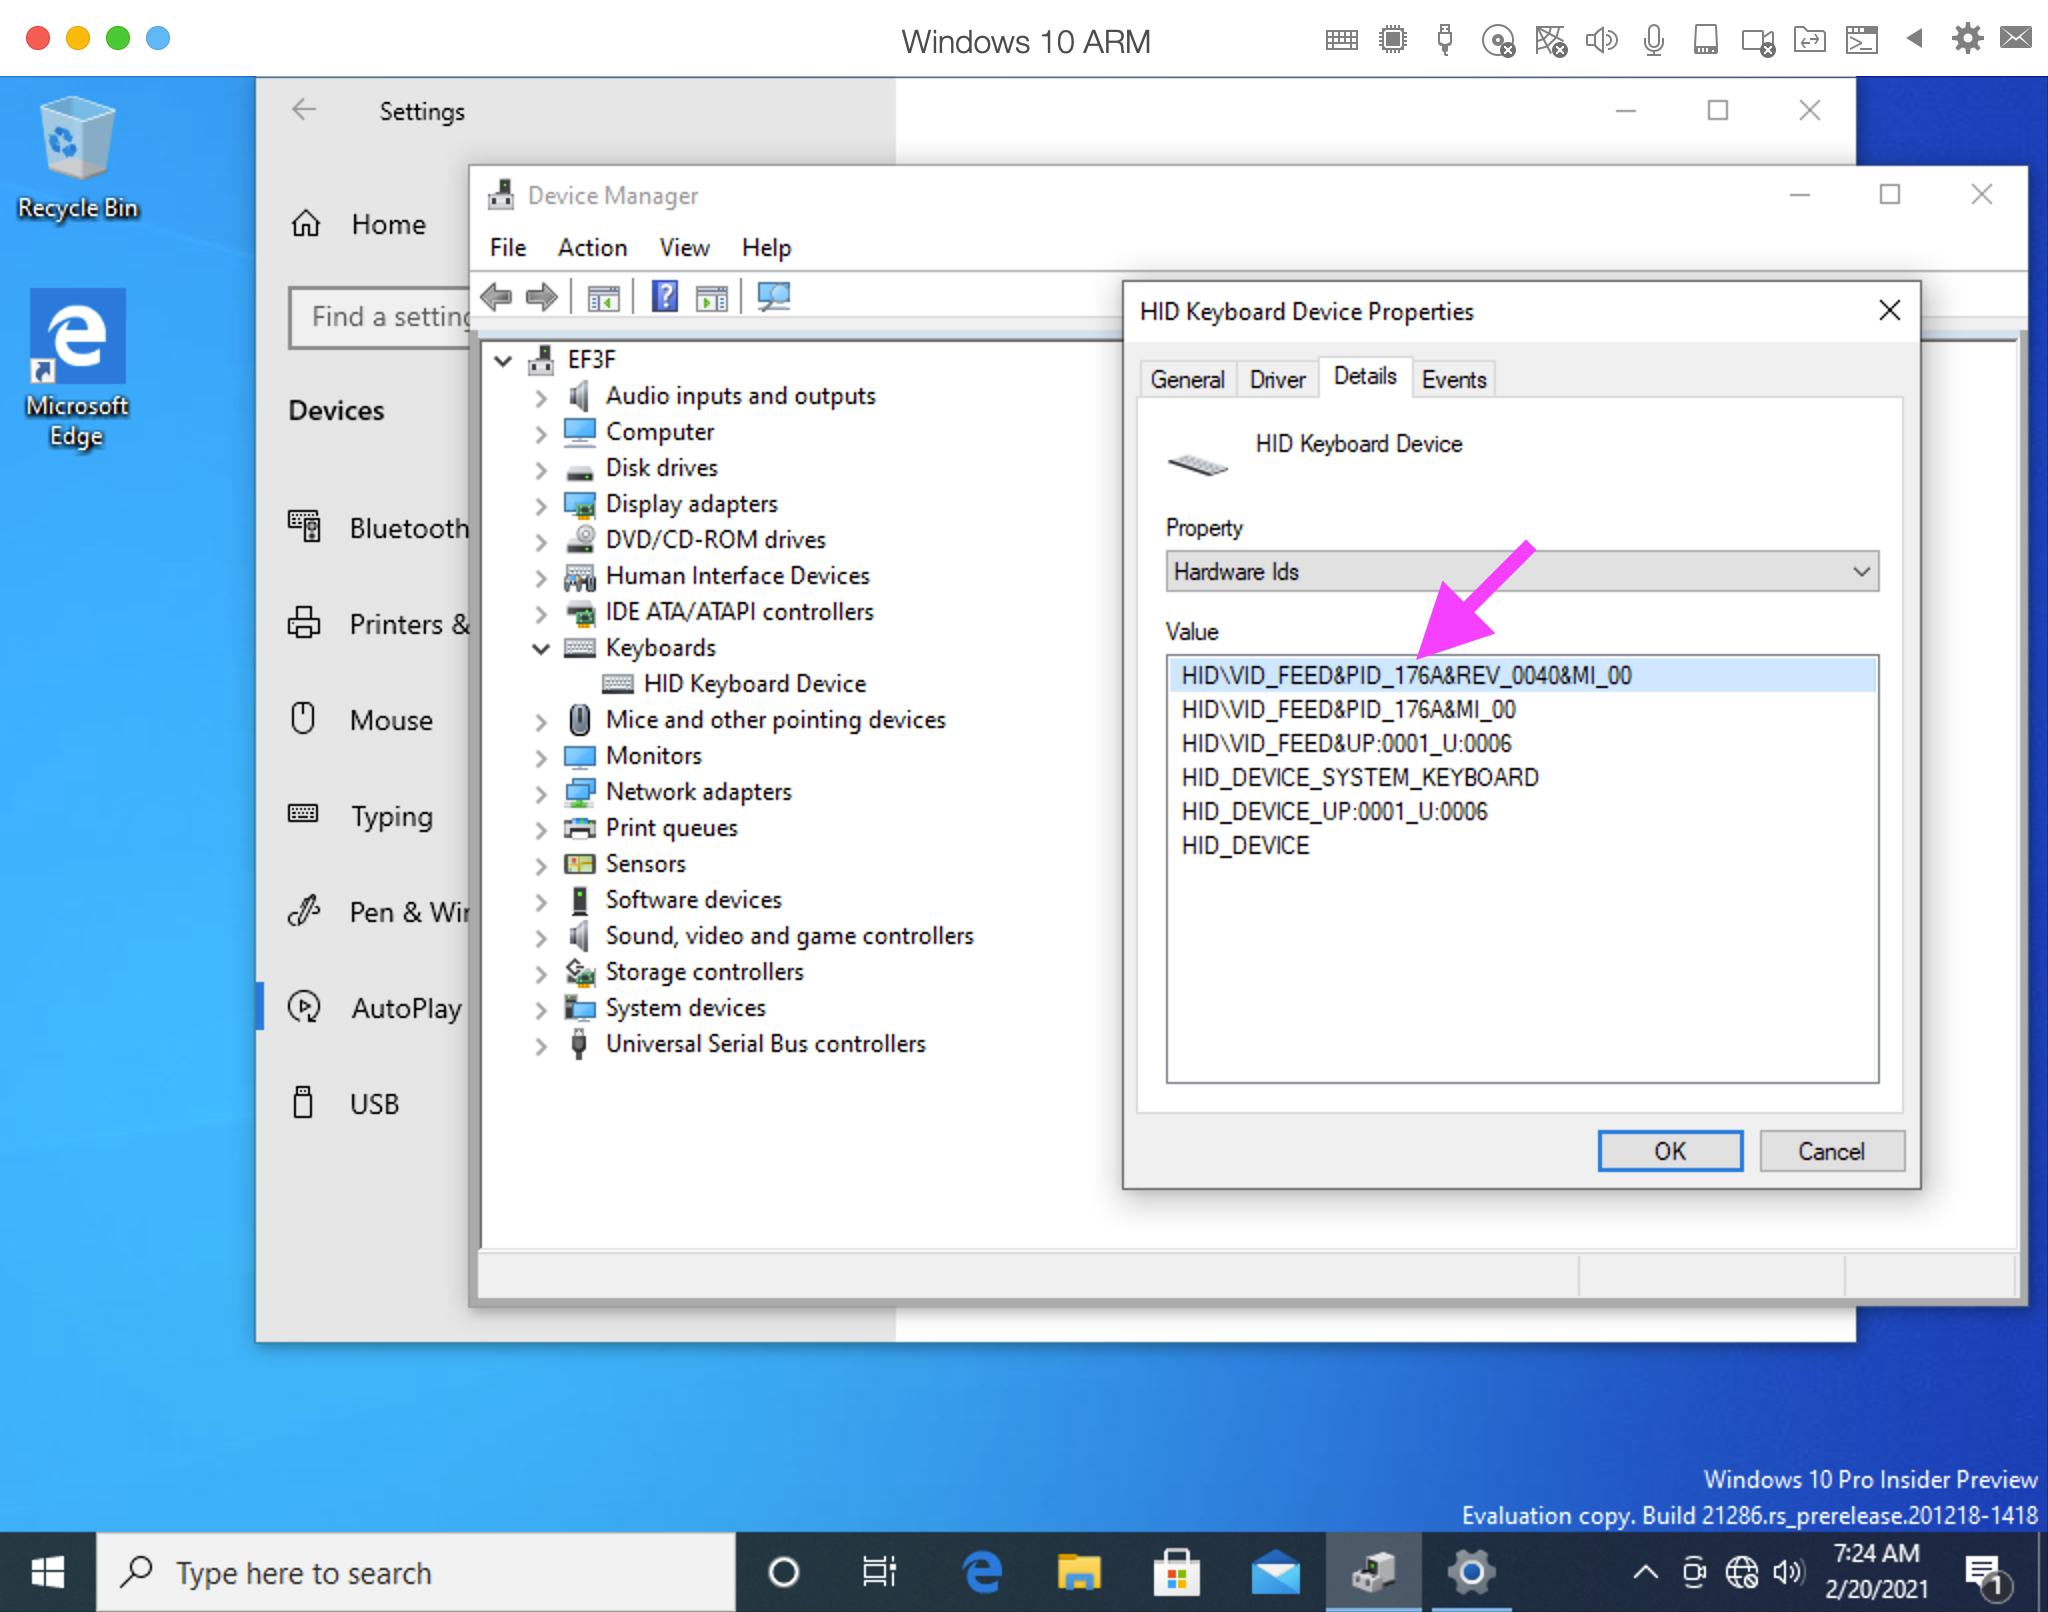 Windows 10 ARM
Recycle Bin
Microsoft
Edge
Settings
Home
Find a setting
Devices
Bluetooth
Printers &
Mouse
Typing
Pen & Wi
AutoPlay
USB
Device Manager
File Action View Help
EF3F
Audio inputs and outputs
Computer
Disk drives
Display adapters
DVD/CD-ROM drives
Human Interface Devices
IDE ATA/ATAPI controllers
Keyboards
HID Keyboard Device
Mice and other pointing devices
Monitors
Network adapters
Print queues
Sensors
Software devices
Sound, video and game controllers
Storage controllers
System devices
Universal Serial Bus controllers
HID Keyboard Device Properties
General Driver Details Events
HID Keyboard Device
Property
Hardware Ids
Value
HID\VID_FEED&PID_176A&REV_0040&MI_00
HID\VID_FEED&PID_176A&MI_00
HID\VID_FEED&UP:0001_U:0006
HID_DEVICE_SYSTEM_KEYBOARD
HID_DEVICE_UP:0001_U:0006
HID_DEVICE
OK Cancel
Windows 10 Pro Insider Preview
Evaluation copy. Build 21286.rs_prerelease.201218-1418
Type here to search
7:24 AM
2/20/2021
1